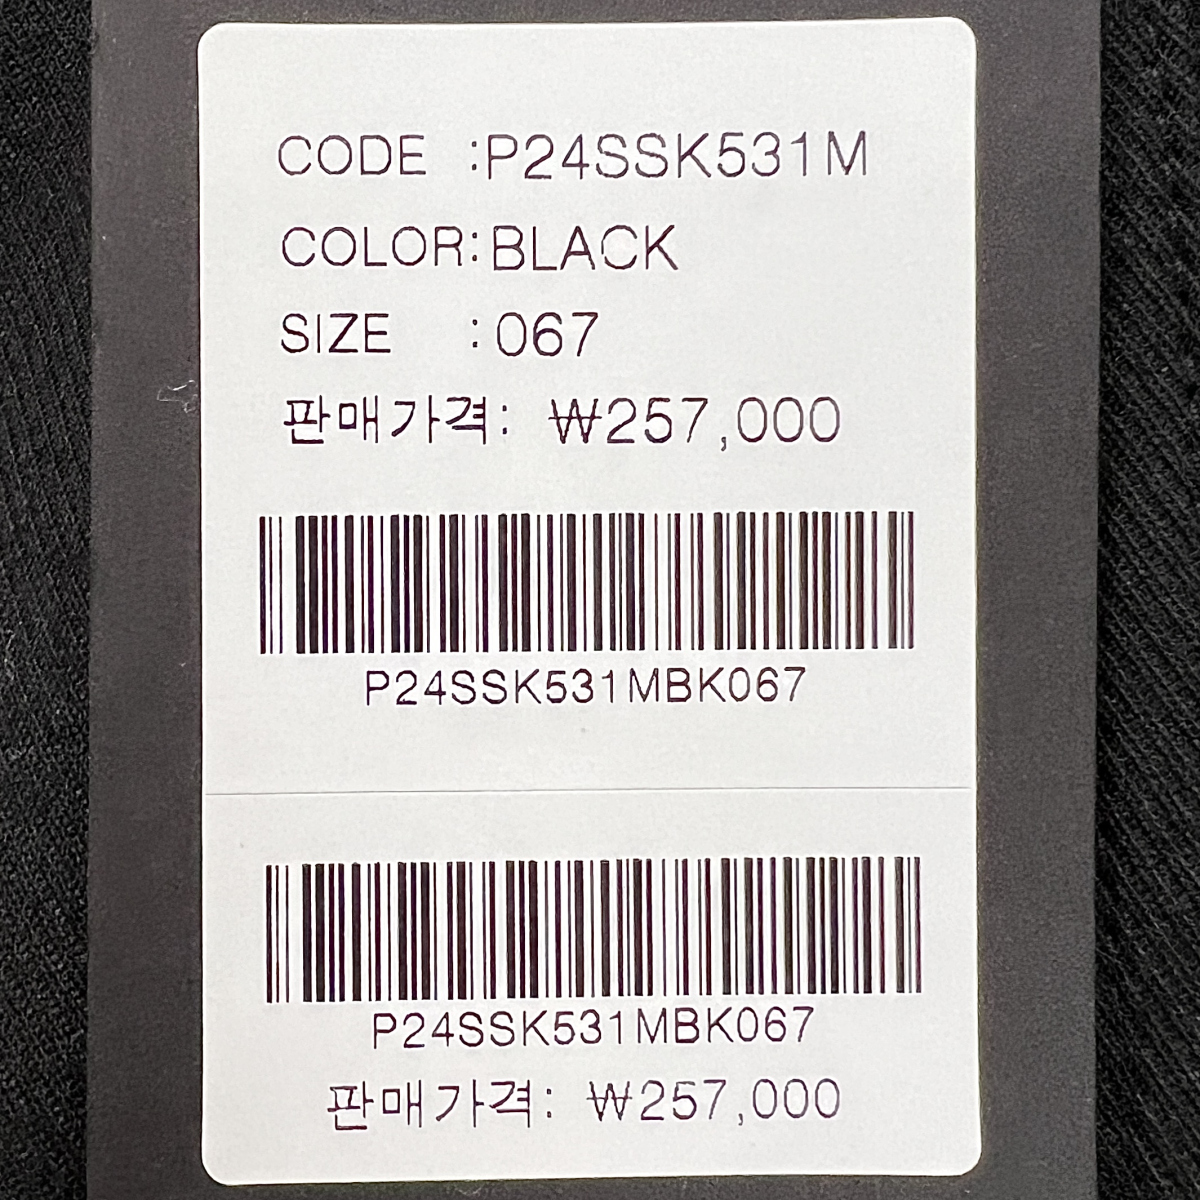 CODE :P24SSK531M
COLOR:BLACK
SIZE :067
판매가격: ₩257,000
P24SSK531MBK067
P24SSK531MBK067
판매가격: ₩257,000